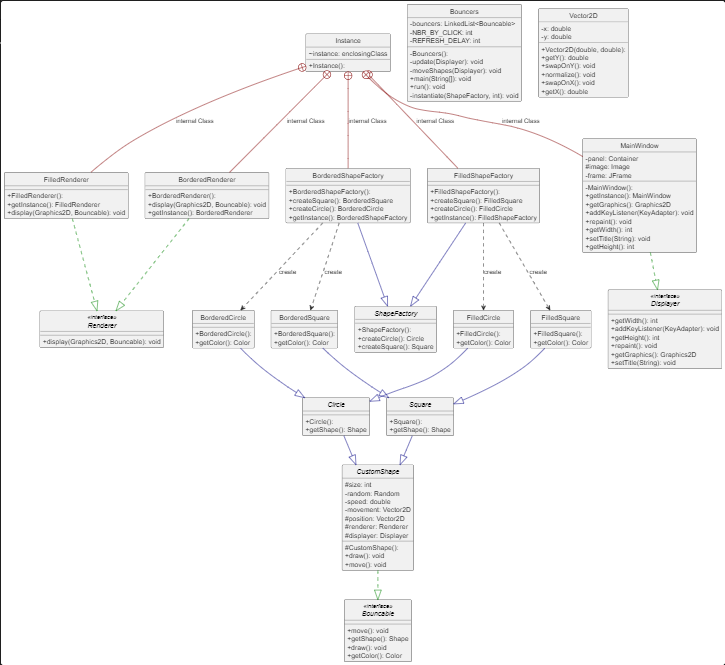 Bouncers
-bouncers: LinkedList<Bouncable>
-NBR_BY_CLICK: int
-REFRESH_DELAY: int
-Bouncers():
-update(Displayer): void
-moveShapes(Displayer): void
+main(String[]): void
+run(): void
-instantiate(ShapeFactory, int): void
Vector2D
-x: double
-y: double
+Vector2D(double, double):
+getY(): double
+swapOnY(): void
+normalize(): void
+swapOnX(): void
+getX(): double
Instance
~instance: enclosingClass
+Instance():
internal Class
internal Class
internal Class
internal Class
internal Class
MainWindow
-panel: Container
#image: Image
-frame: JFrame
-MainWindow():
+getInstance(): MainWindow
+getGraphics(): Graphics2D
+addKeyListener(KeyAdapter): void
+repaint(): void
+getWidth(): int
+setTitle(String): void
+getHeight(): int
FilledRenderer
+FilledRenderer():
+getInstance(): FilledRenderer
+display(Graphics2D, Bouncable): void
BorderedRenderer
+BorderedRenderer():
+display(Graphics2D, Bouncable): void
+getInstance(): BorderedRenderer
BorderedShapeFactory
+BorderedShapeFactory():
+createSquare(): BorderedSquare
+createCircle(): BorderedCircle
+getInstance(): BorderedShapeFactory
FilledShapeFactory
+FilledShapeFactory():
+createSquare(): FilledSquare
+createCircle(): FilledCircle
+getInstance(): FilledShapeFactory
create
create
create
create
«interface»
Renderer
+display(Graphics2D, Bouncable): void
BorderedCircle
+BorderedCircle():
+getColor(): Color
BorderedSquare
+BorderedSquare():
+getColor(): Color
ShapeFactory
+ShapeFactory():
+createCircle(): Circle
+createSquare(): Square
FilledCircle
+FilledCircle():
+getColor(): Color
FilledSquare
+FilledSquare():
+getColor(): Color
«interface»
Displayer
+getWidth(): int
+addKeyListener(KeyAdapter): void
+getHeight(): int
+repaint(): void
+getGraphics(): Graphics2D
+setTitle(String): void
Circle
+Circle():
+getShape(): Shape
Square
+Square():
+getShape(): Shape
CustomShape
#size: int
-random: Random
-speed: double
-movement: Vector2D
#position: Vector2D
#renderer: Renderer
#displayer: Displayer
#CustomShape():
+draw(): void
+move(): void
«interface»
Bouncable
+move(): void
+getShape(): Shape
+draw(): void
+getColor(): Color